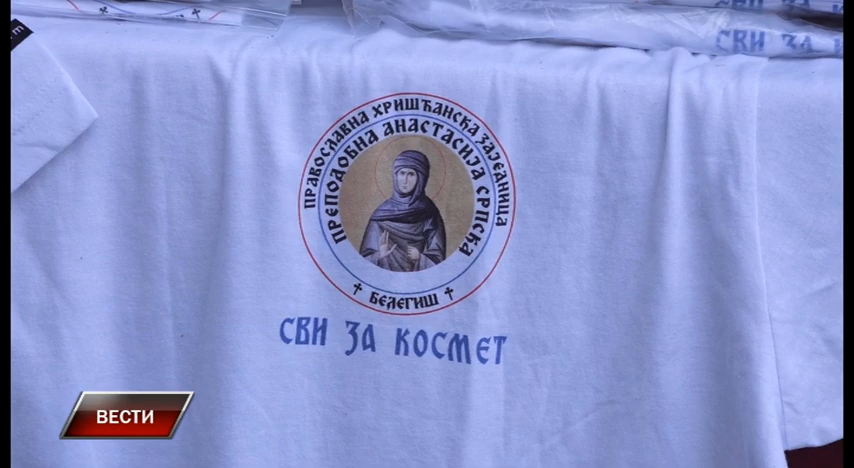 СВИ ЗА К
ПРАВОСЛАВНА ХРИШЋАНСКА ЗАЈЕДНИЦА
ПРЕПОДОБНА АНАСТАСИЈА СРПСКА
БЕЛЕГИШ
СВИ ЗА КОСМЕТ
ВЕСТИ